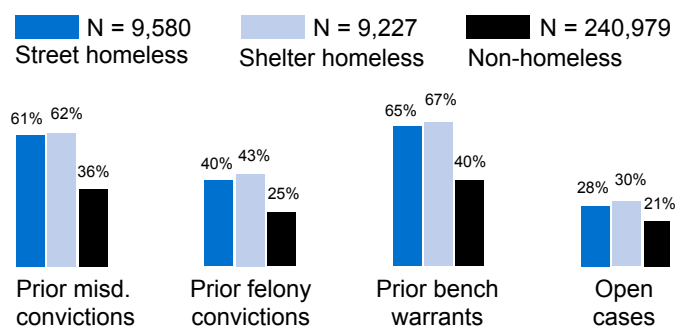 N = 9,580
Street homeless
N = 9,227
Shelter homeless
N = 240,979
Non-homeless
61%
62%
36%
40%
43%
25%
65%
67%
40%
28%
30%
21%
Prior misd.
convictions
Prior felony
convictions
Prior bench
warrants
Open
cases